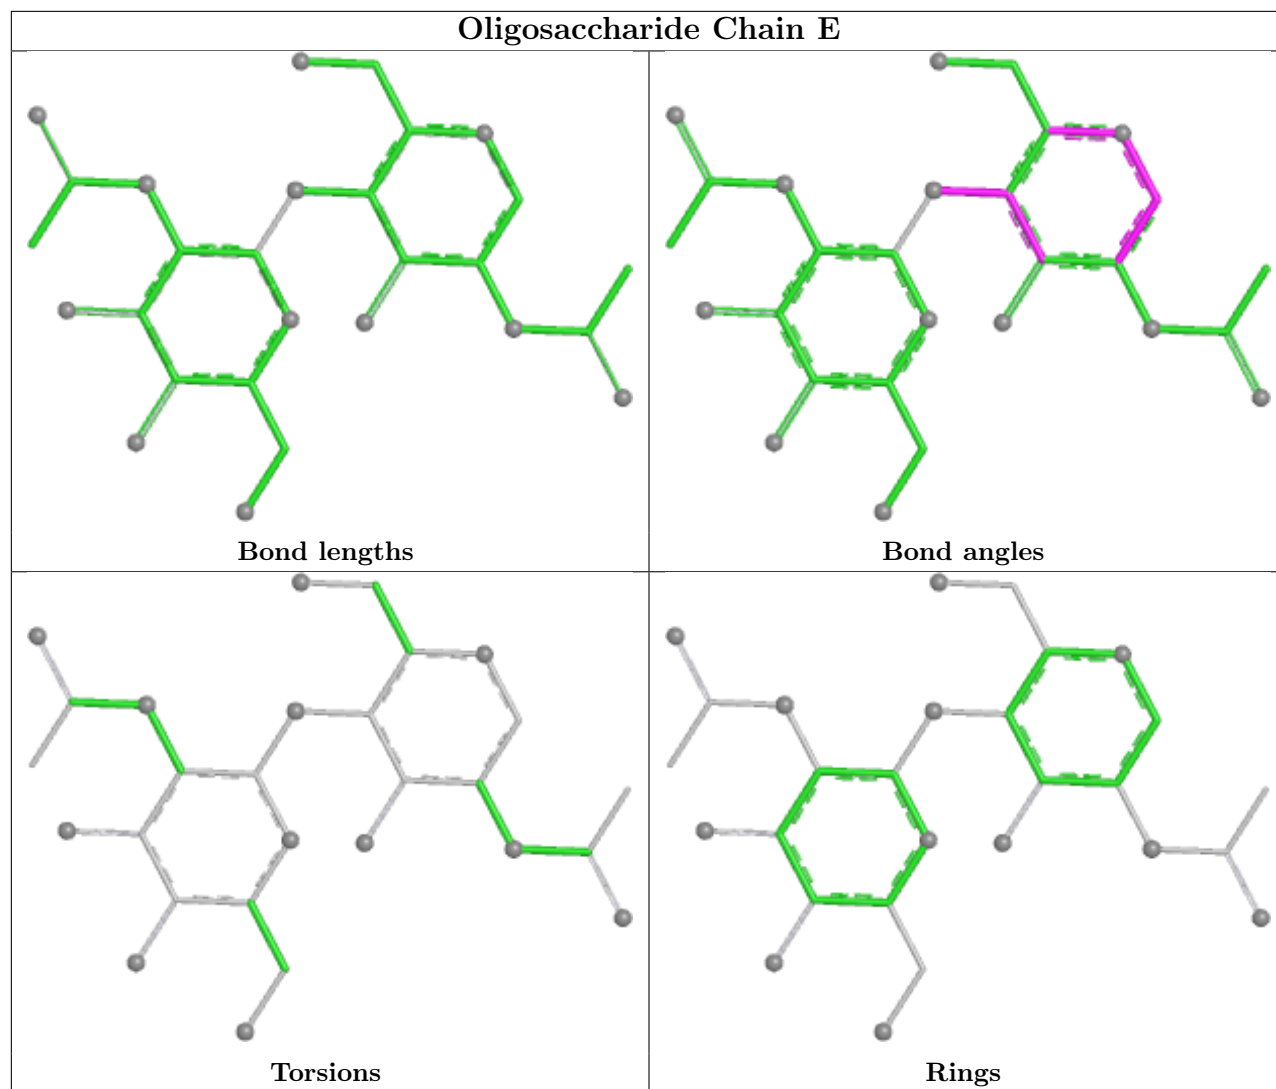 Oligosaccharide Chain E
Bond lengths
Bond angles
Torsions
Rings